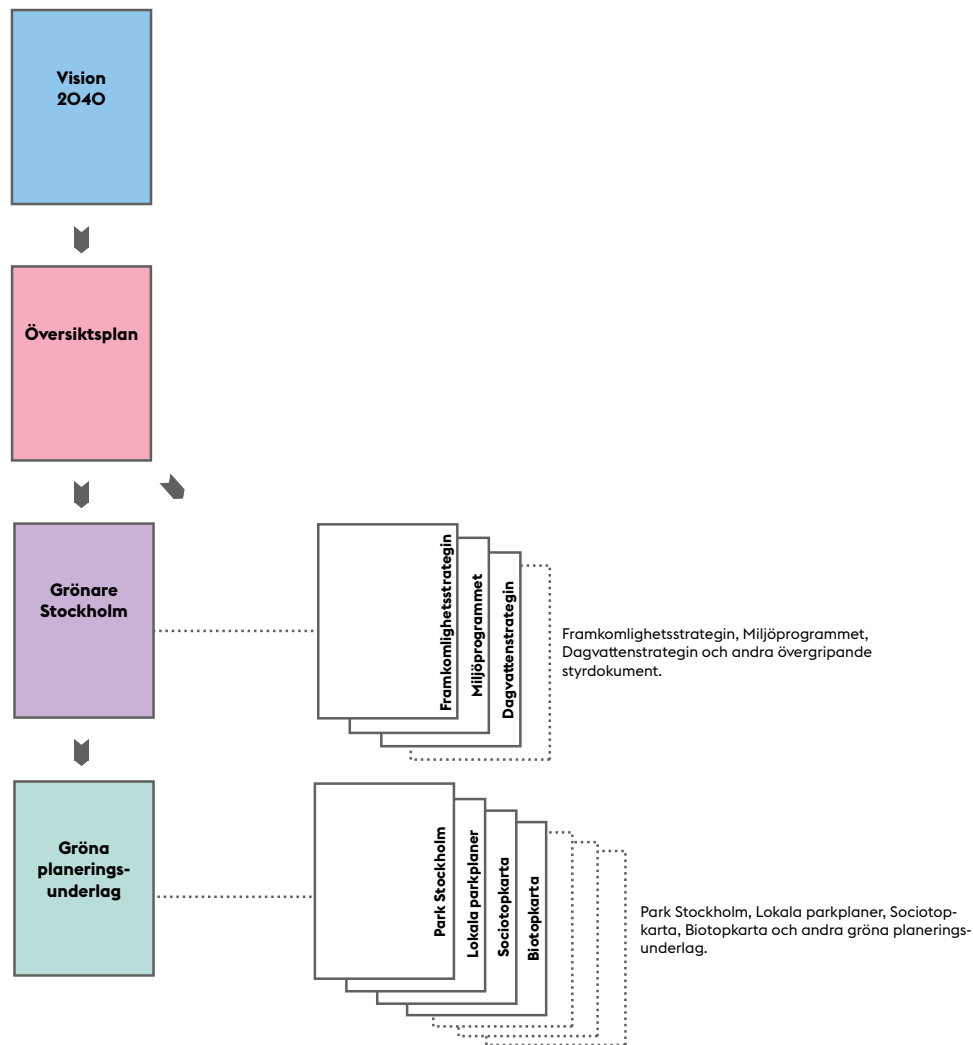 Vision
2040
Översiktsplan
Grönare
Stockholm
Framkomlighetsstrategin
Miljöprogrammet
Dagvattenstrategin
Framkomlighetsstrategin, Miljöprogrammet,
Dagvattenstrategin och andra övergripande
styrdokument.
Gröna
planerings-
underlag
Park Stockholm
Lokala parkplaner
Sociotopkarta
Biotopkarta
Park Stockholm, Lokala parkplaner, Sociotop-
karta, Biotopkarta och andra gröna planerings-
underlag.